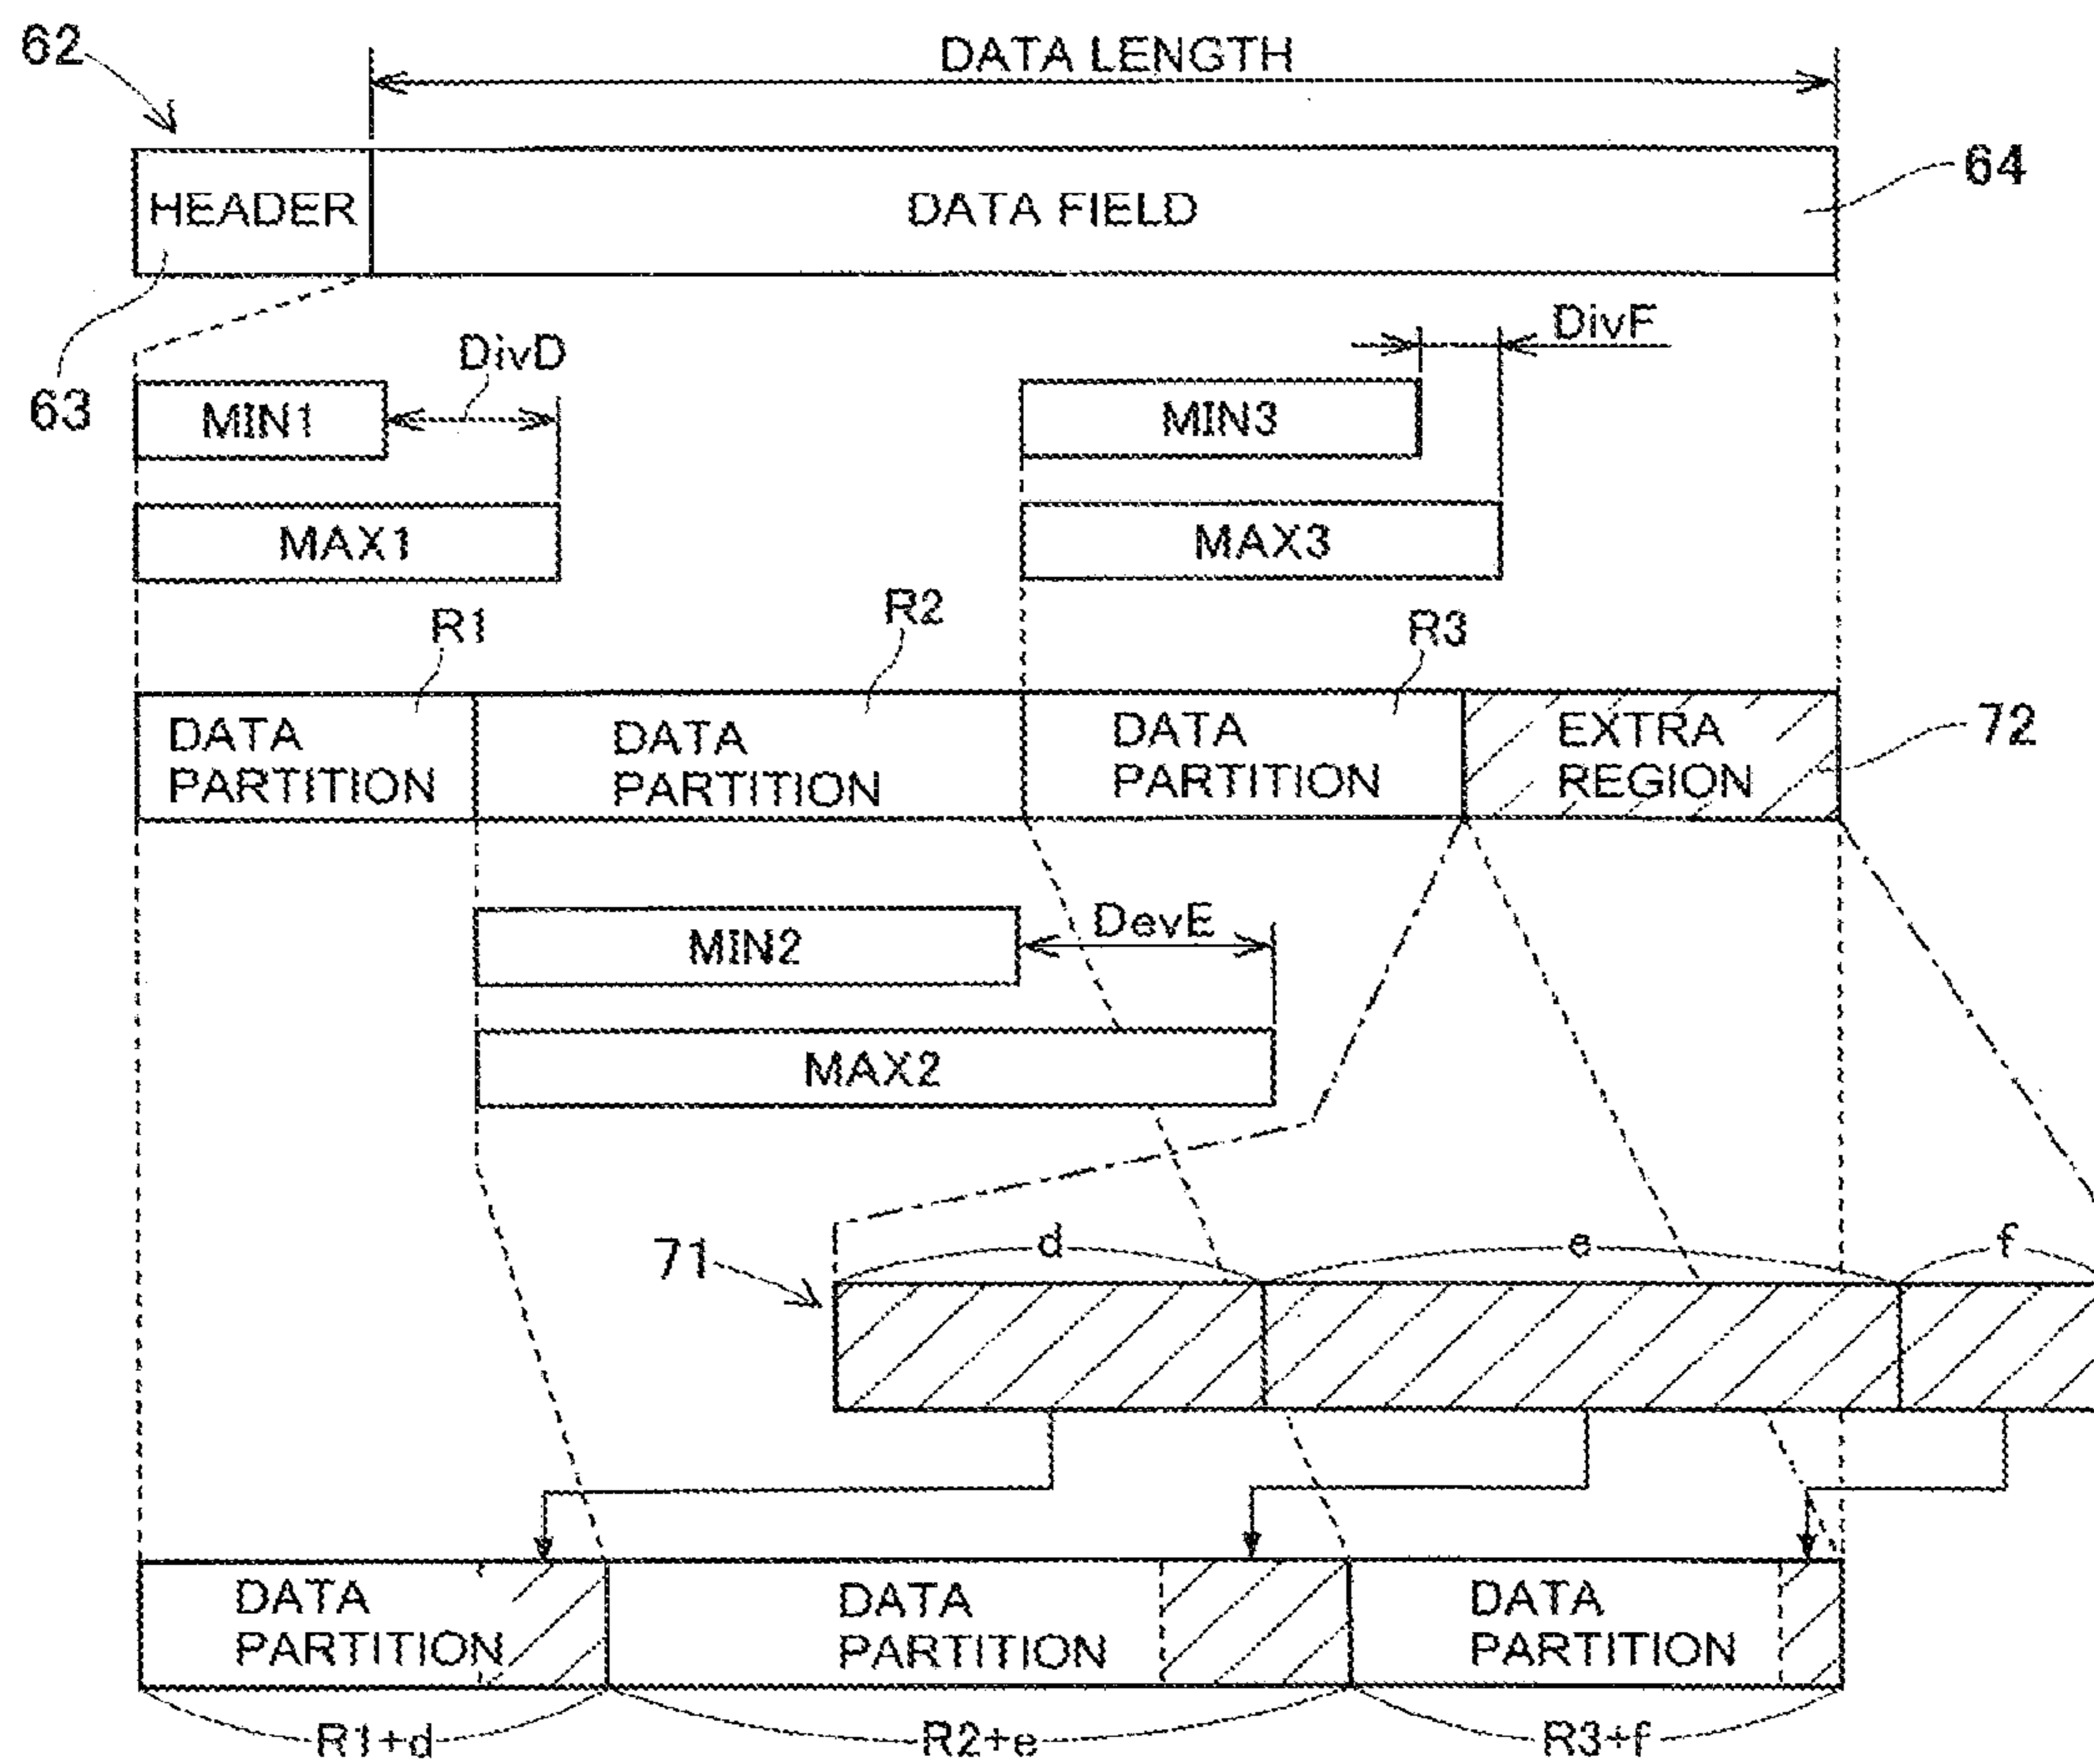 62
DATA LENGTH
HEADER
DATA FIELD
64
63
DivD
DivF
MIN1
MIN3
MAX1
MAX3
R1
R2
R3
DATA
PARTITION
DATA
PARTITION
DATA
PARTITION
EXTRA
REGION
72
MIN2
DevE
MAX2
71
d
e
f
DATA
PARTITION
DATA
PARTITION
DATA
PARTITION
R1+d
R2+e
R3+f